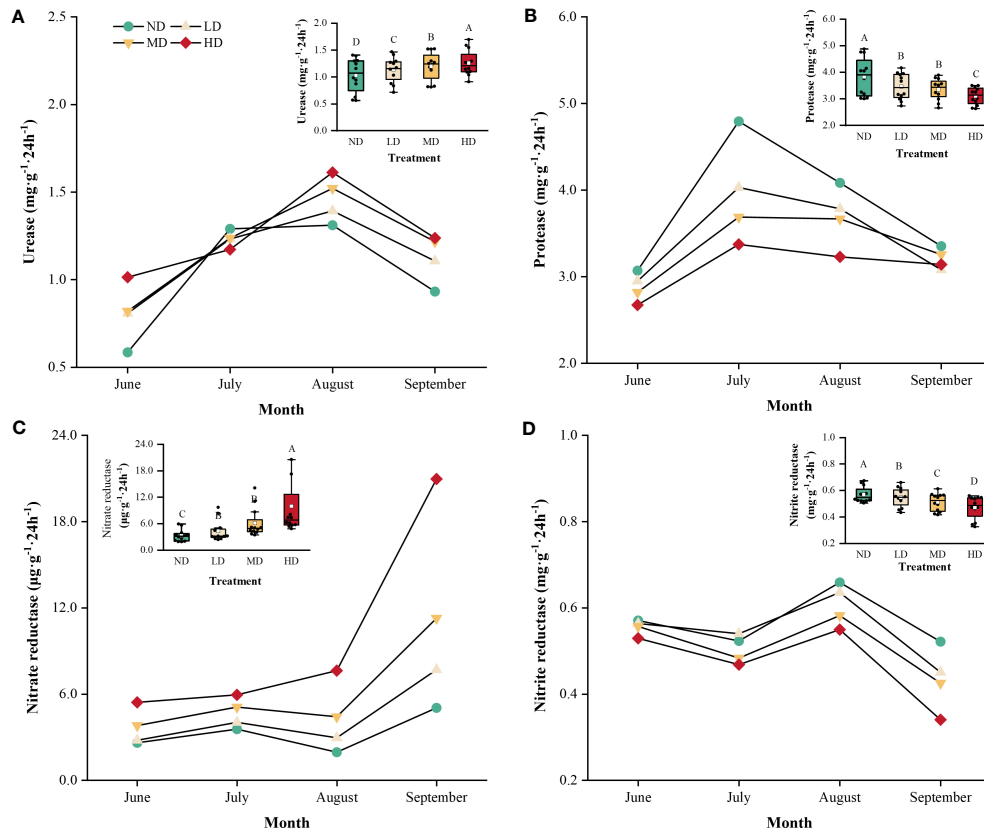 A
ND LD
MD HD
Urease (mg·g⁻¹·24h⁻¹)
2.5
2.0
1.5
1.0
0.5
June July August September
Month
Urease (mg·g⁻¹·24h⁻¹)
2.0
1.5
1.0
0.5
0.0
D C B A
ND LD MD HD
Treatment
B
Protease (mg·g⁻¹·24h⁻¹)
6.0
5.0
4.0
3.0
2.0
June July August September
Month
Protease (mg·g⁻¹·24h⁻¹)
6.0
5.0
4.0
3.0
2.0
A B B C
ND LD MD HD
Treatment
C
Nitrate reductase (μg·g⁻¹·24h⁻¹)
24.0
18.0
12.0
6.0
0.0
June July August September
Month
Nitrate reductase
(μg·g⁻¹·24h⁻¹)
24.0
18.0
12.0
6.0
0.0
C B B A
ND LD MD HD
Treatment
D
Nitrite reductase (mg·g⁻¹·24h⁻¹)
1.0
0.8
0.6
0.4
0.2
June July August September
Month
Nitrite reductase
(mg·g⁻¹·24h⁻¹)
1.0
0.8
0.6
0.4
0.2
A B C D
ND LD MD HD
Treatment